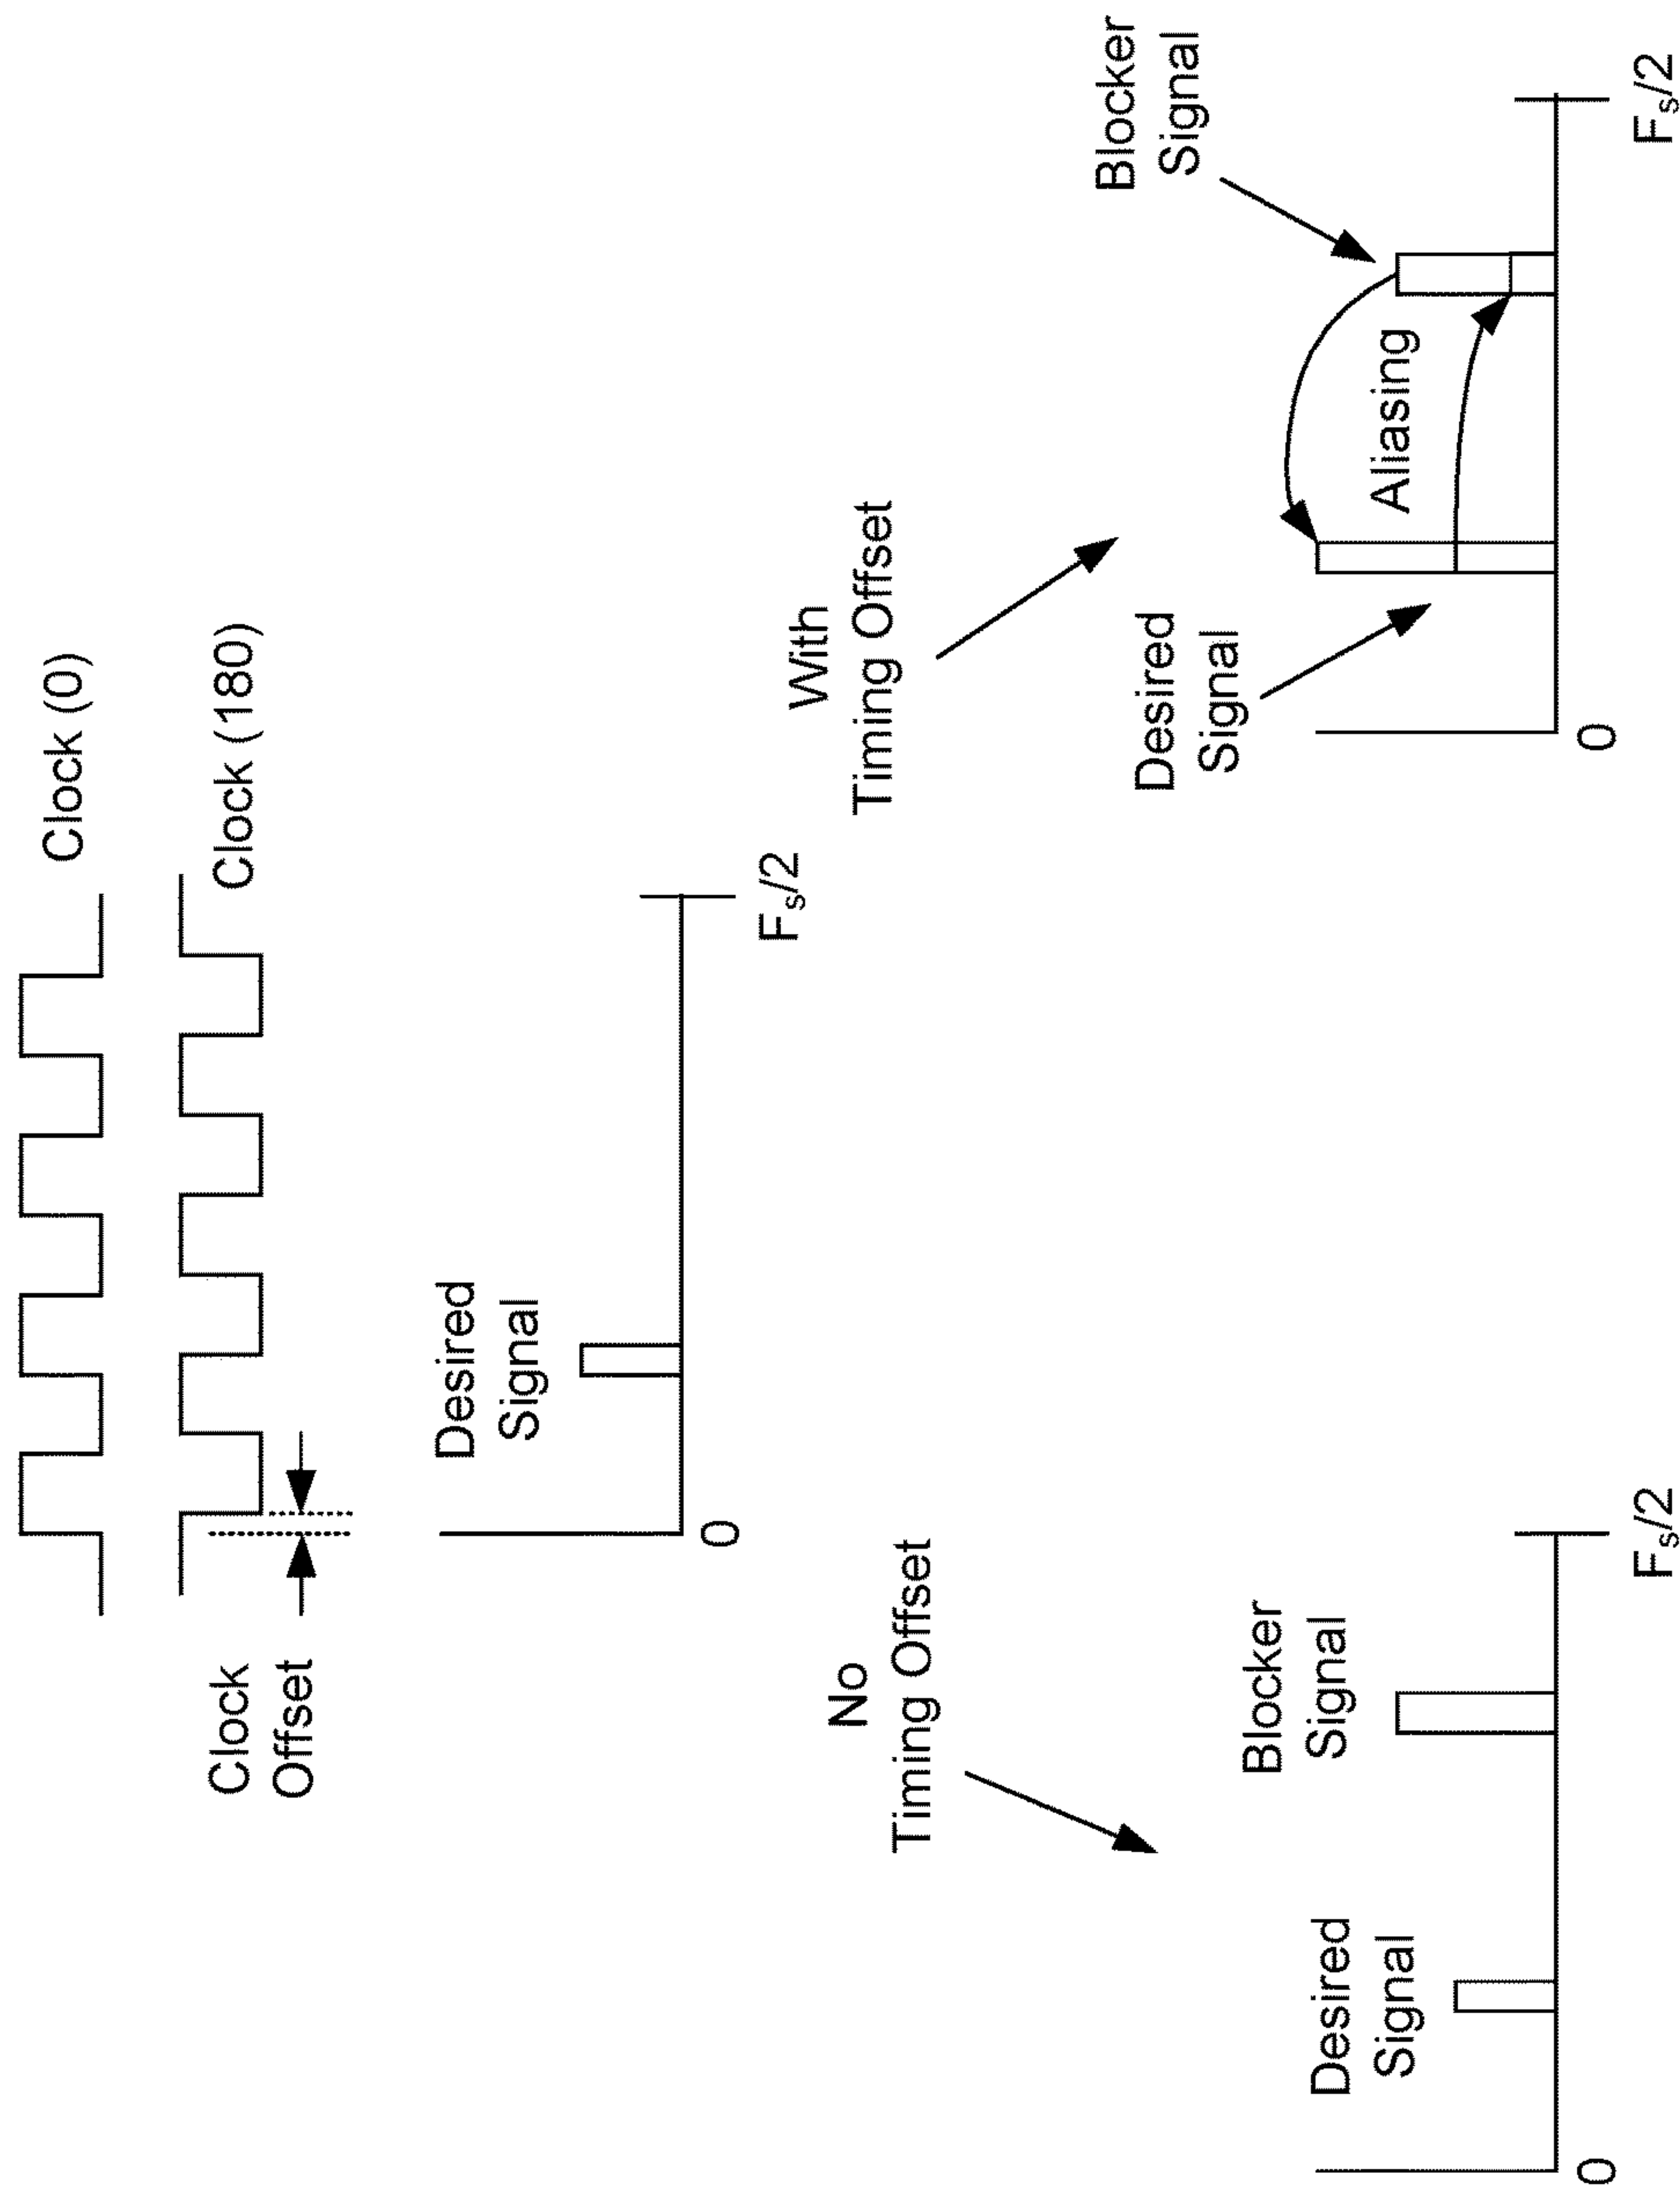 Clock (0)
Clock (180)
Clock
Offset
Desired
Signal
0
Fs/2
No
Timing Offset
With
Timing Offset
Desired
Signal
Blocker
Signal
0
Fs/2
Desired
Signal
Aliasing
Blocker
Signal
0
Fs/2